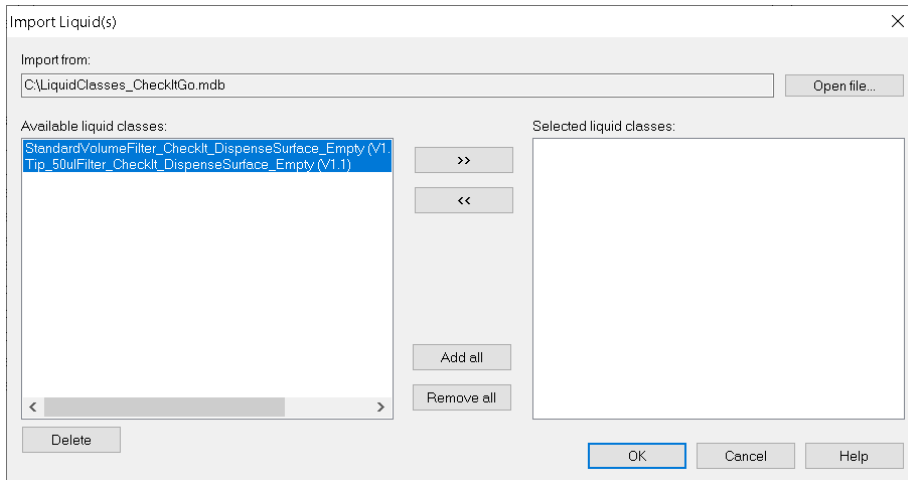 Import Liquid(s)
Import from:
C:\LiquidClasses_CheckItGo.mdb
Open file...
Available liquid classes:
Selected liquid classes:
StandardVolumeFilter_CheckIt_DispenseSurface_Empty (V1.
Tip_50ulFilter_CheckIt_DispenseSurface_Empty (V1.1)
>>
<<
Add all
Remove all
Delete
OK
Cancel
Help